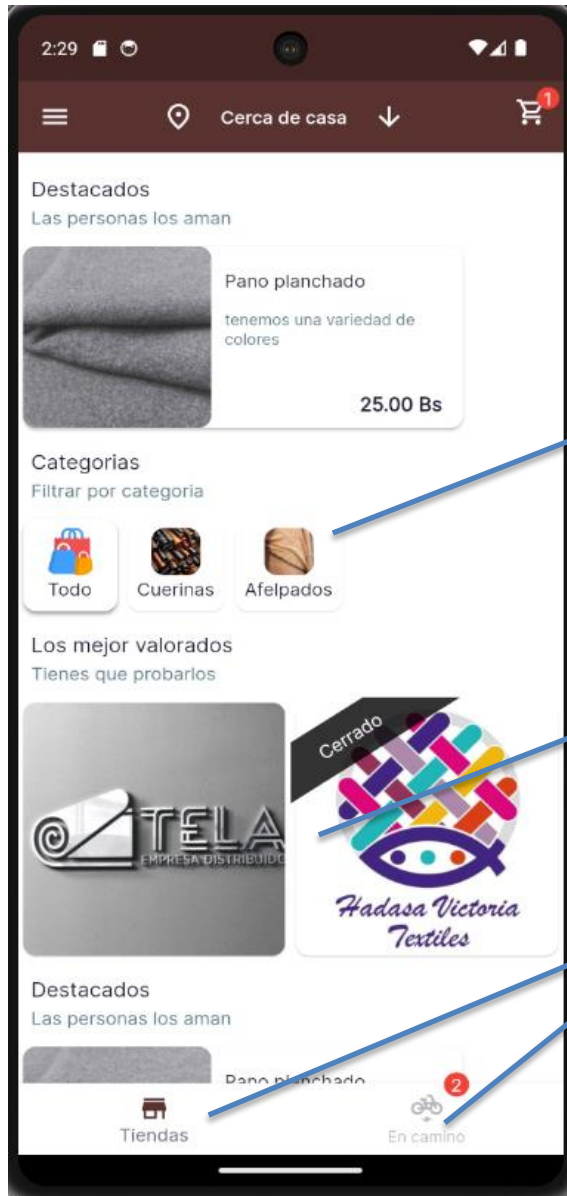 2:29
Cerca de casa
1
Destacados
Las personas los aman
Pano planchado
tenemos una variedad de
colores
25.00 Bs
Categorias
Filtrar por categoria
Todo
Cuerinas
Afelpados
Los mejor valorados
Tienes que probarlos
TELA
EMPRESA DISTRIBUIDO
Cerrado
Hadasa Victoria
Textiles
Destacados
Las personas los aman
Pano planchado
2
Tiendas
En camino